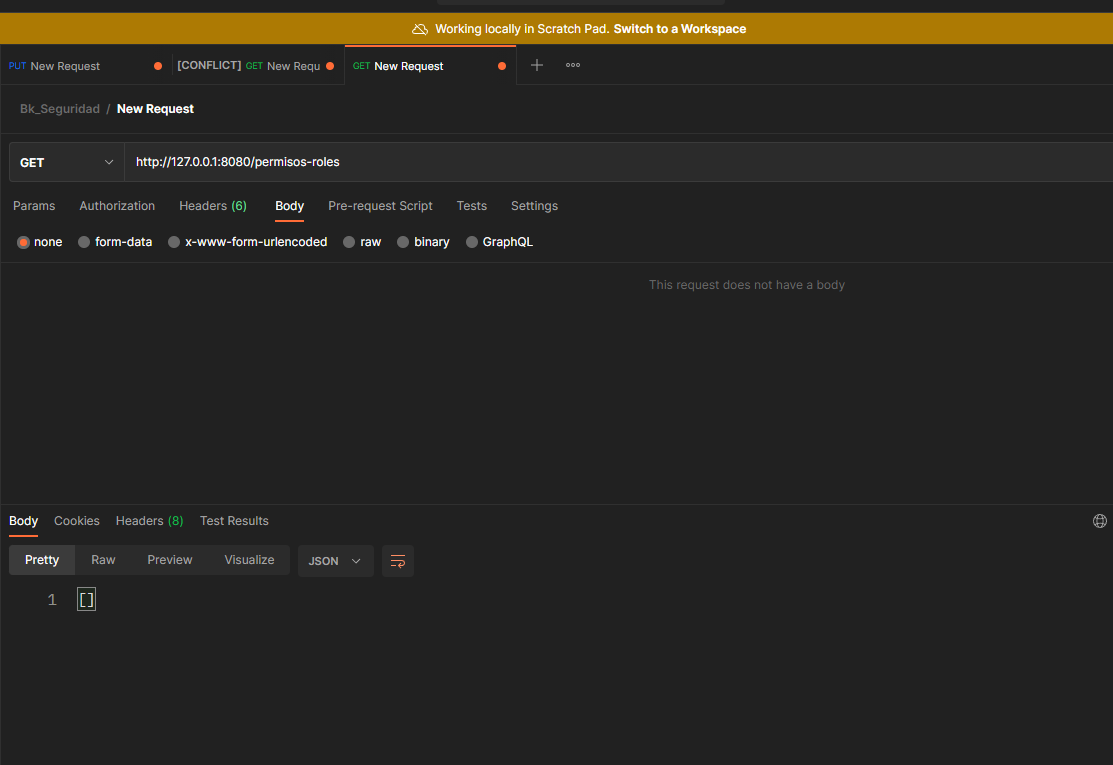 Working locally in Scratch Pad. Switch to a Workspace
PUT New Request [CONFLICT] GET New Requ GET New Request
Bk_Seguridad / New Request
GET http://127.0.0.1:8080/permisos-roles
Params Authorization Headers (6) Body Pre-request Script Tests Settings
none form-data x-www-form-urlencoded raw binary GraphQL
This request does not have a body
Body Cookies Headers (8) Test Results
Pretty Raw Preview Visualize JSON
1 []